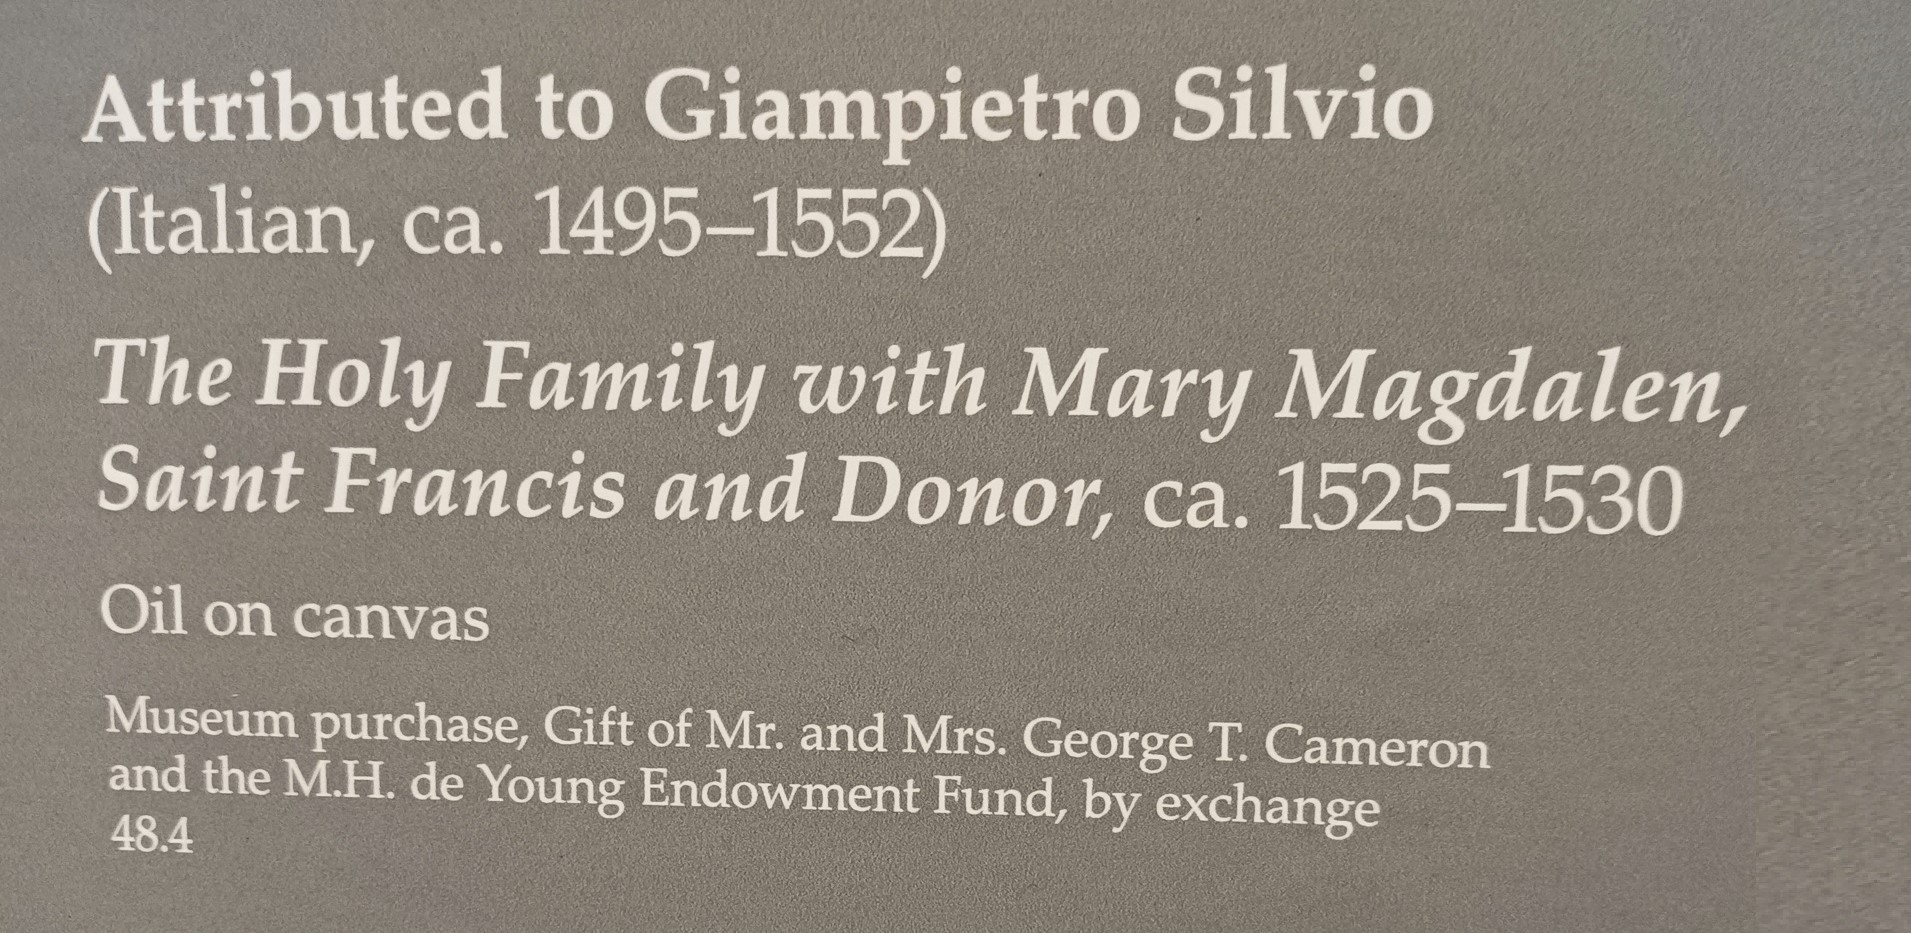 Attributed to Giampietro Silvio
(Italian, ca. 1495–1552)
The Holy Family with Mary Magdalen,
Saint Francis and Donor, ca. 1525–1530
Oil on canvas
Museum purchase, Gift of Mr. and Mrs. George T. Cameron
and the M.H. de Young Endowment Fund, by exchange
48.4